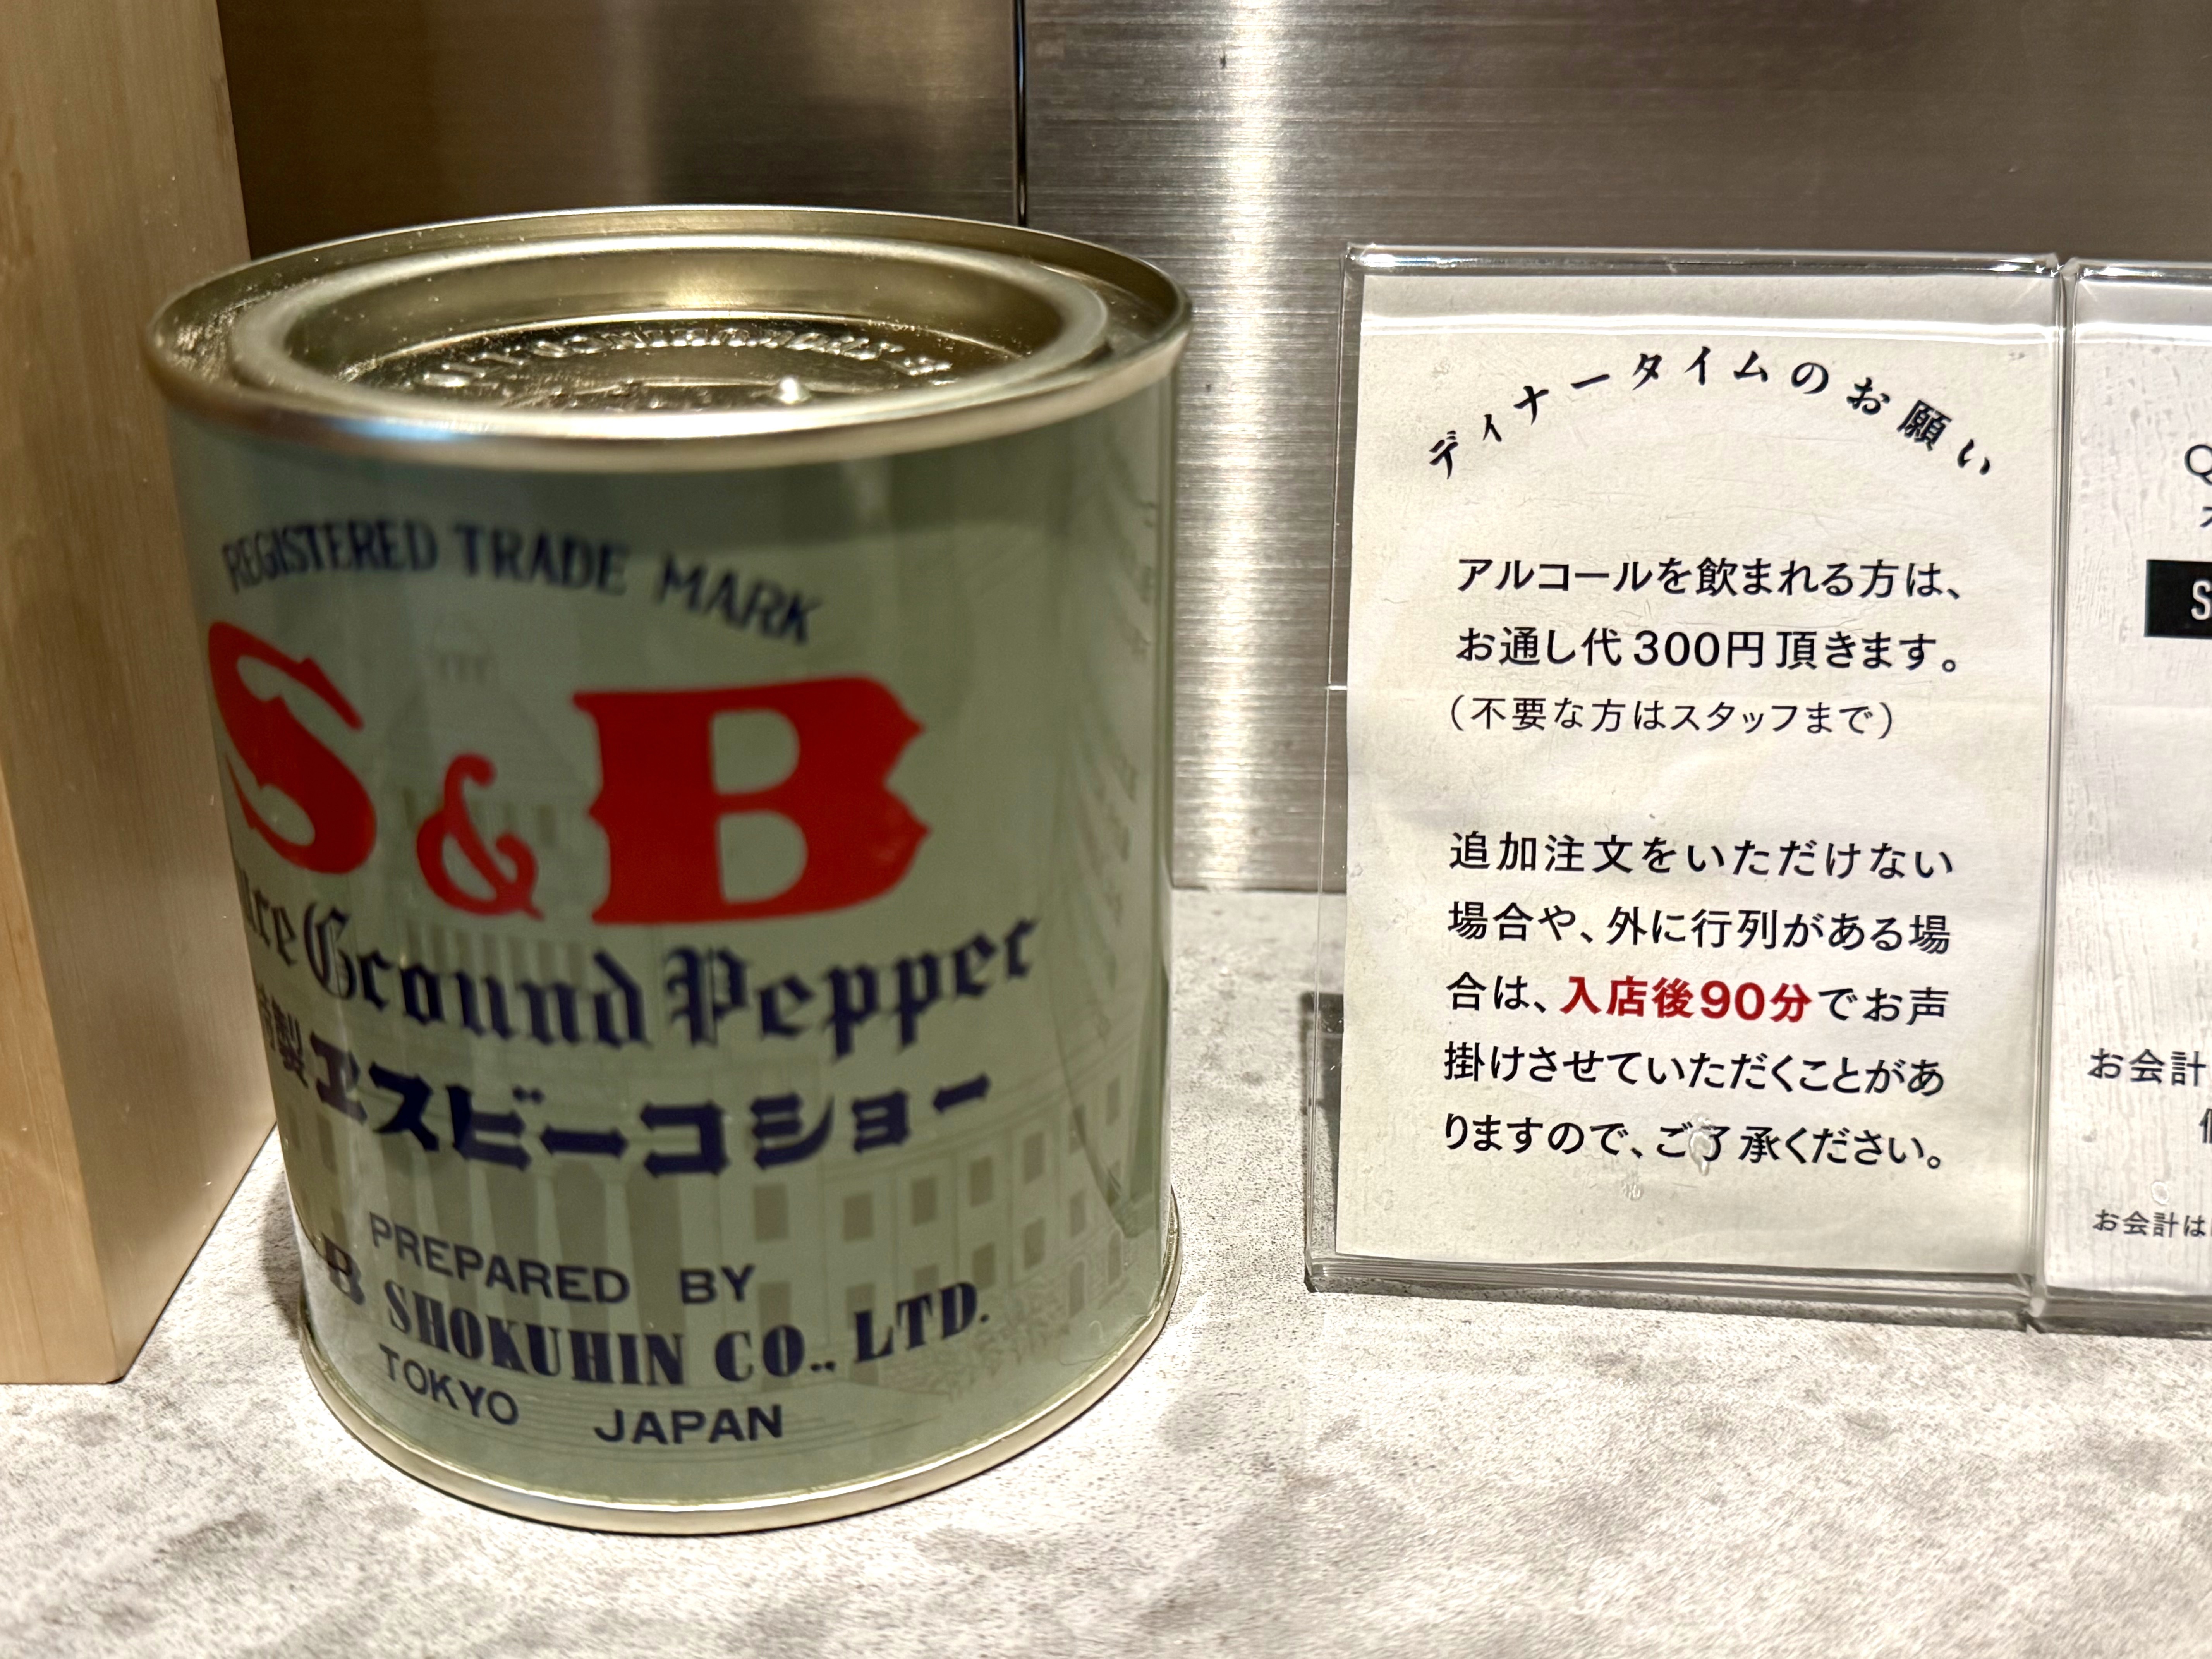 REGISTERED TRADE MARK
S & B
Ground Pepper
製ヱスビーコショー
PREPARED BY
B SHOKUHIN CO., LTD.
TOKYO JAPAN
ディナータイムのお願い
アルコールを飲まれる方は、
お通し代300円頂きます。
（不要な方はスタッフまで）
追加注文をいただけない
場合や、外に行列がある場
合は、入店後90分でお声
掛けさせていただくことがあ
りますので、ご了承ください。
お会計
お会計は